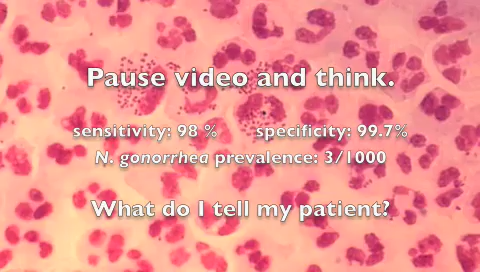 Pause video and think.
sensitivity: 98 % specificity: 99.7%
N. gonorrhea prevalence: 3/1000
What do I tell my patient?